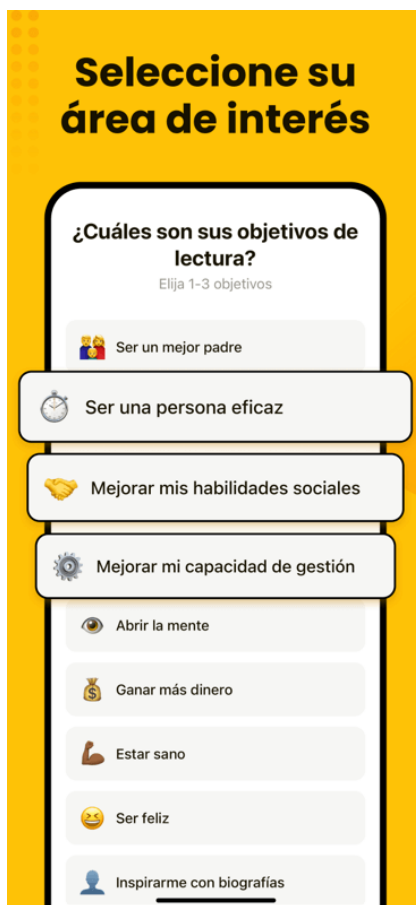 Seleccione su
área de interés
¿Cuáles son sus objetivos de
lectura?
Elija 1-3 objetivos
Ser un mejor padre
Ser una persona eficaz
Mejorar mis habilidades sociales
Mejorar mi capacidad de gestión
Abrir la mente
Ganar más dinero
Estar sano
Ser feliz
Inspirarme con biografías